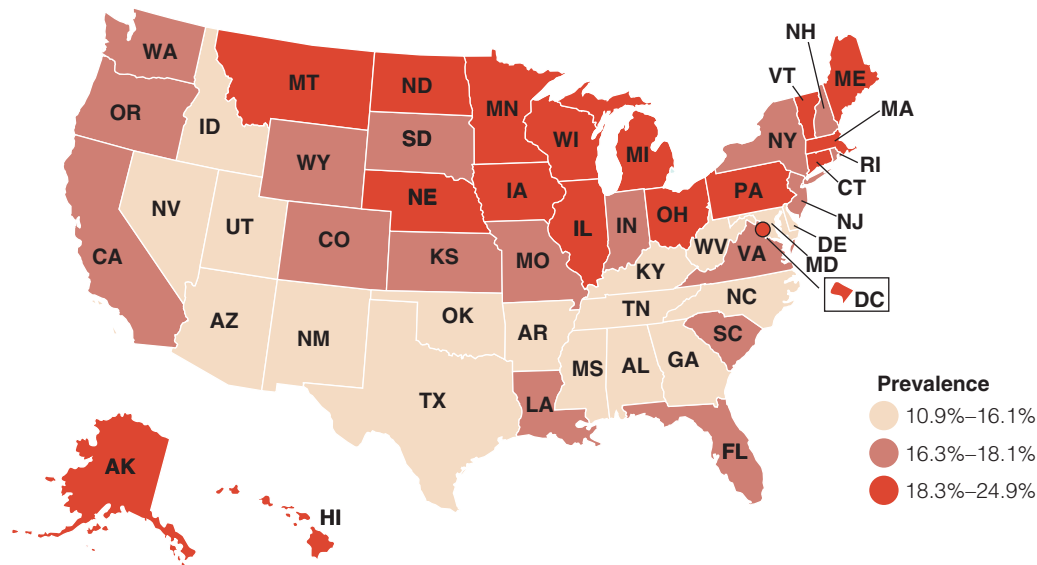 WA
OR
CA
ID
NV
UT
AZ
MT
WY
CO
NM
ND
SD
NE
KS
OK
TX
MN
IA
MO
AR
LA
WI
IL
MI
IN
OH
KY
TN
MS
AL
GA
FL
SC
NC
VA
WV
PA
NY
VT
NH
ME
MA
RI
CT
NJ
DE
MD
DC
AK
HI
Prevalence
10.9%–16.1%
16.3%–18.1%
18.3%–24.9%